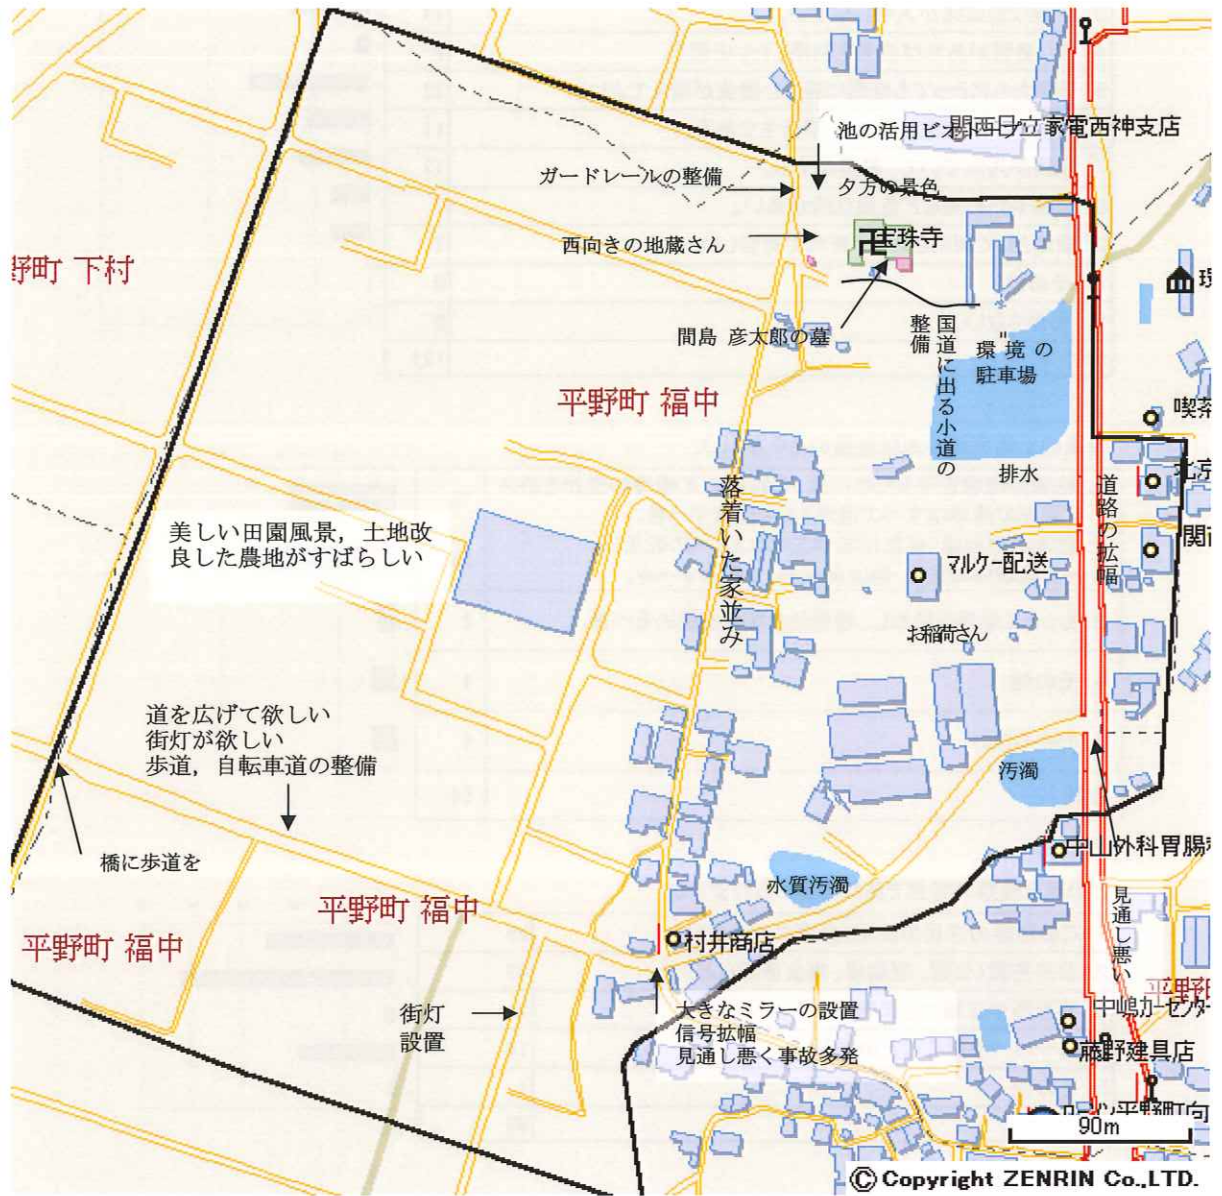 関西日立家電西神支店
池の活用ビオトープ
ガードレールの整備
夕方の景色
西向きの地蔵さん
宝珠寺
野町 下村
環
間島 彦太郎の墓
国道に出る小道の
整備
環境 の
駐車場
平野町 福中
喫茶
北京
関西
排水
道路の拡幅
落着いた家並み
美しい田園風景，土地改
良した農地がすばらしい
マルケー配送
お稲荷さん
道を広げて欲しい
街灯が欲しい
歩道，自転車道の整備
汚濁
橋に歩道を
中山外科胃腸
水質汚濁
見通し悪い
平野町 福中
平野町 福中
村井商店
平野町
街灯
設置
大きなミラーの設置
信号拡幅
見通し悪く事故多発
中嶋カーセンター
藤野建具店
90m
© Copyright ZENRIN Co.,LTD.